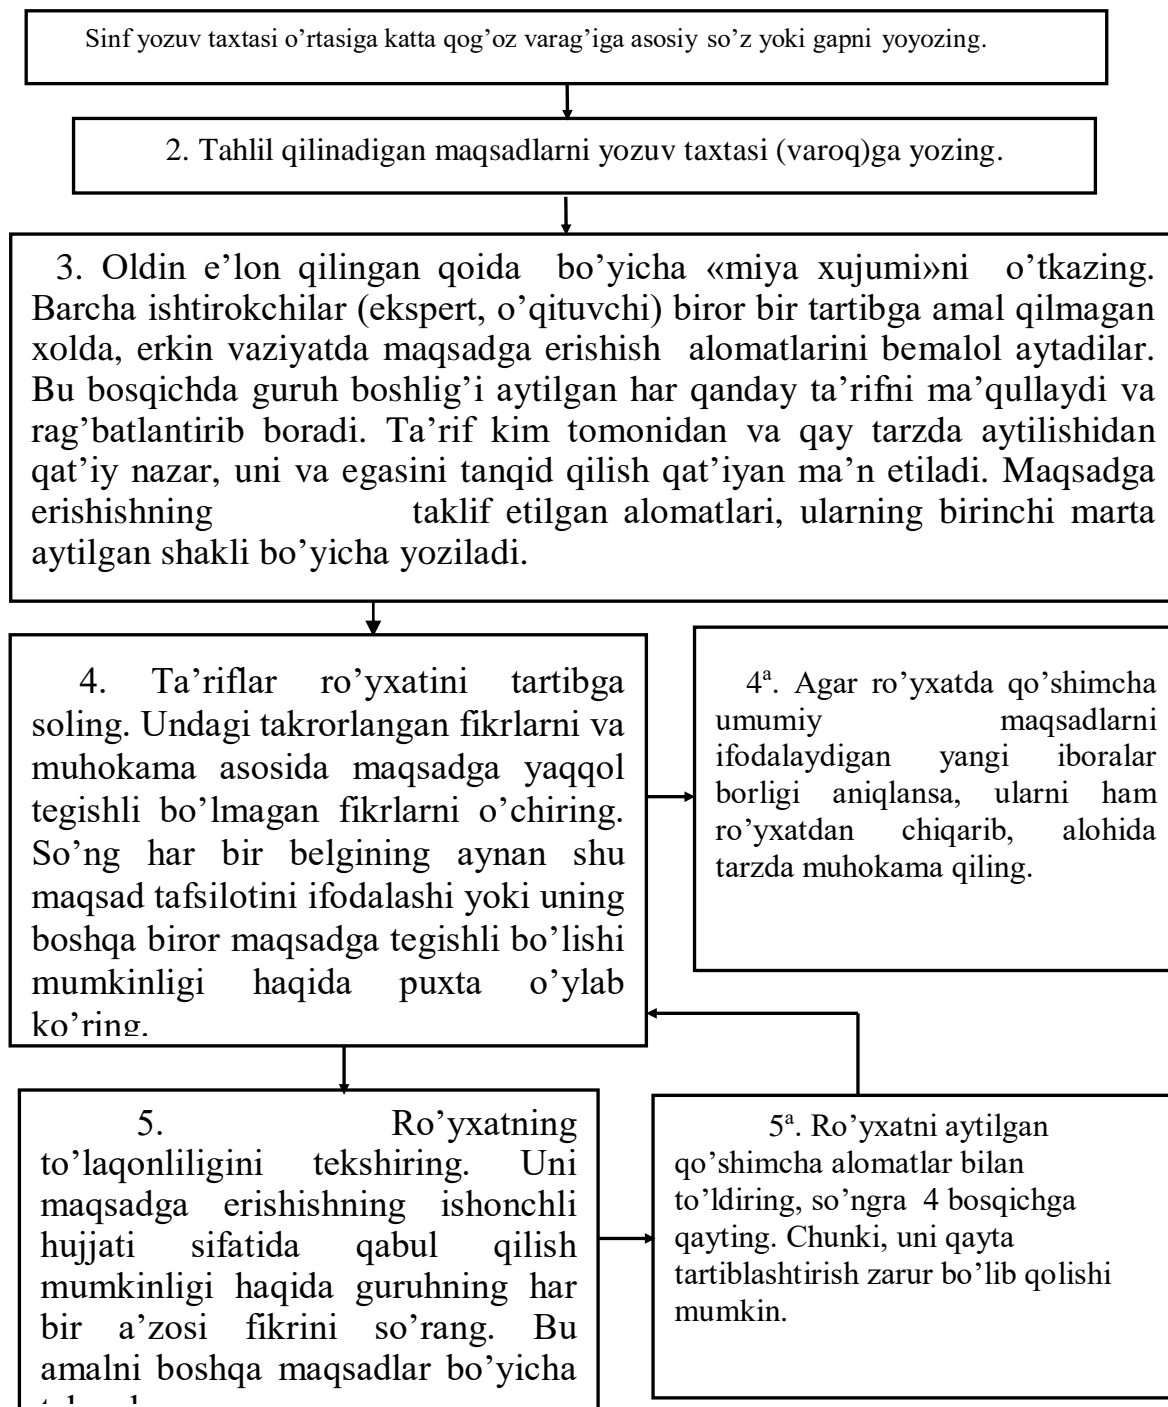 Sinf yozuv taxtasi o’rtasiga katta qog’oz varag’iga asosiy so’z yoki gapni yoyozing.
2. Tahlil qilinadigan maqsadlarni yozuv taxtasi (varoq)ga yozing.
3. Oldin e’lon qilingan qoida bo’yicha «miya xujumi»ni o’tkazing.
Barcha ishtirokchilar (ekspert, o’qituvchi) biror bir tartibga amal qilmagan
xolda, erkin vaziyatda maqsadga erishish alomatlarini bemalol aytadilar.
Bu bosqichda guruh boshlig’i aytilgan har qanday ta’rifni ma’qullaydi va
rag’batlantirib boradi. Ta’rif kim tomonidan va qay tarzda aytilishidan
qat’iy nazar, uni va egasini tanqid qilish qat’iyan ma’n etiladi. Maqsadga
erishishning taklif etilgan alomatlari, ularning birinchi marta
aytilgan shakli bo’yicha yoziladi.
4. Ta’riflar ro’yxatini tartibga
soling. Undagi takrorlangan fikrlarni va
muhokama asosida maqsadga yaqqol
tegishli bo’lmagan fikrlarni o’chiring.
So’ng har bir belgining aynan shu
maqsad tafsilotini ifodalashi yoki uning
boshqa biror maqsadga tegishli bo’lishi
mumkinligi haqida puxta o’ylab
ko’ring.
4ª. Agar ro’yxatda qo’shimcha
umumiy maqsadlarni
ifodalaydigan yangi iboralar
borligi aniqlansa, ularni ham
ro’yxatdan chiqarib, alohida
tarzda muhokama qiling.
5. Ro’yxatning
to’laqonliligini tekshiring. Uni
maqsadga erishishning ishonchli
hujjati sifatida qabul qilish
mumkinligi haqida guruhning har
bir a’zosi fikrini so’rang. Bu
amalni boshqa maqsadlar bo’yicha
5ª. Ro’yxatni aytilgan
qo’shimcha alomatlar bilan
to’ldiring, so’ngra 4 bosqichga
qayting. Chunki, uni qayta
tartiblashtirish zarur bo’lib qolishi
mumkin.